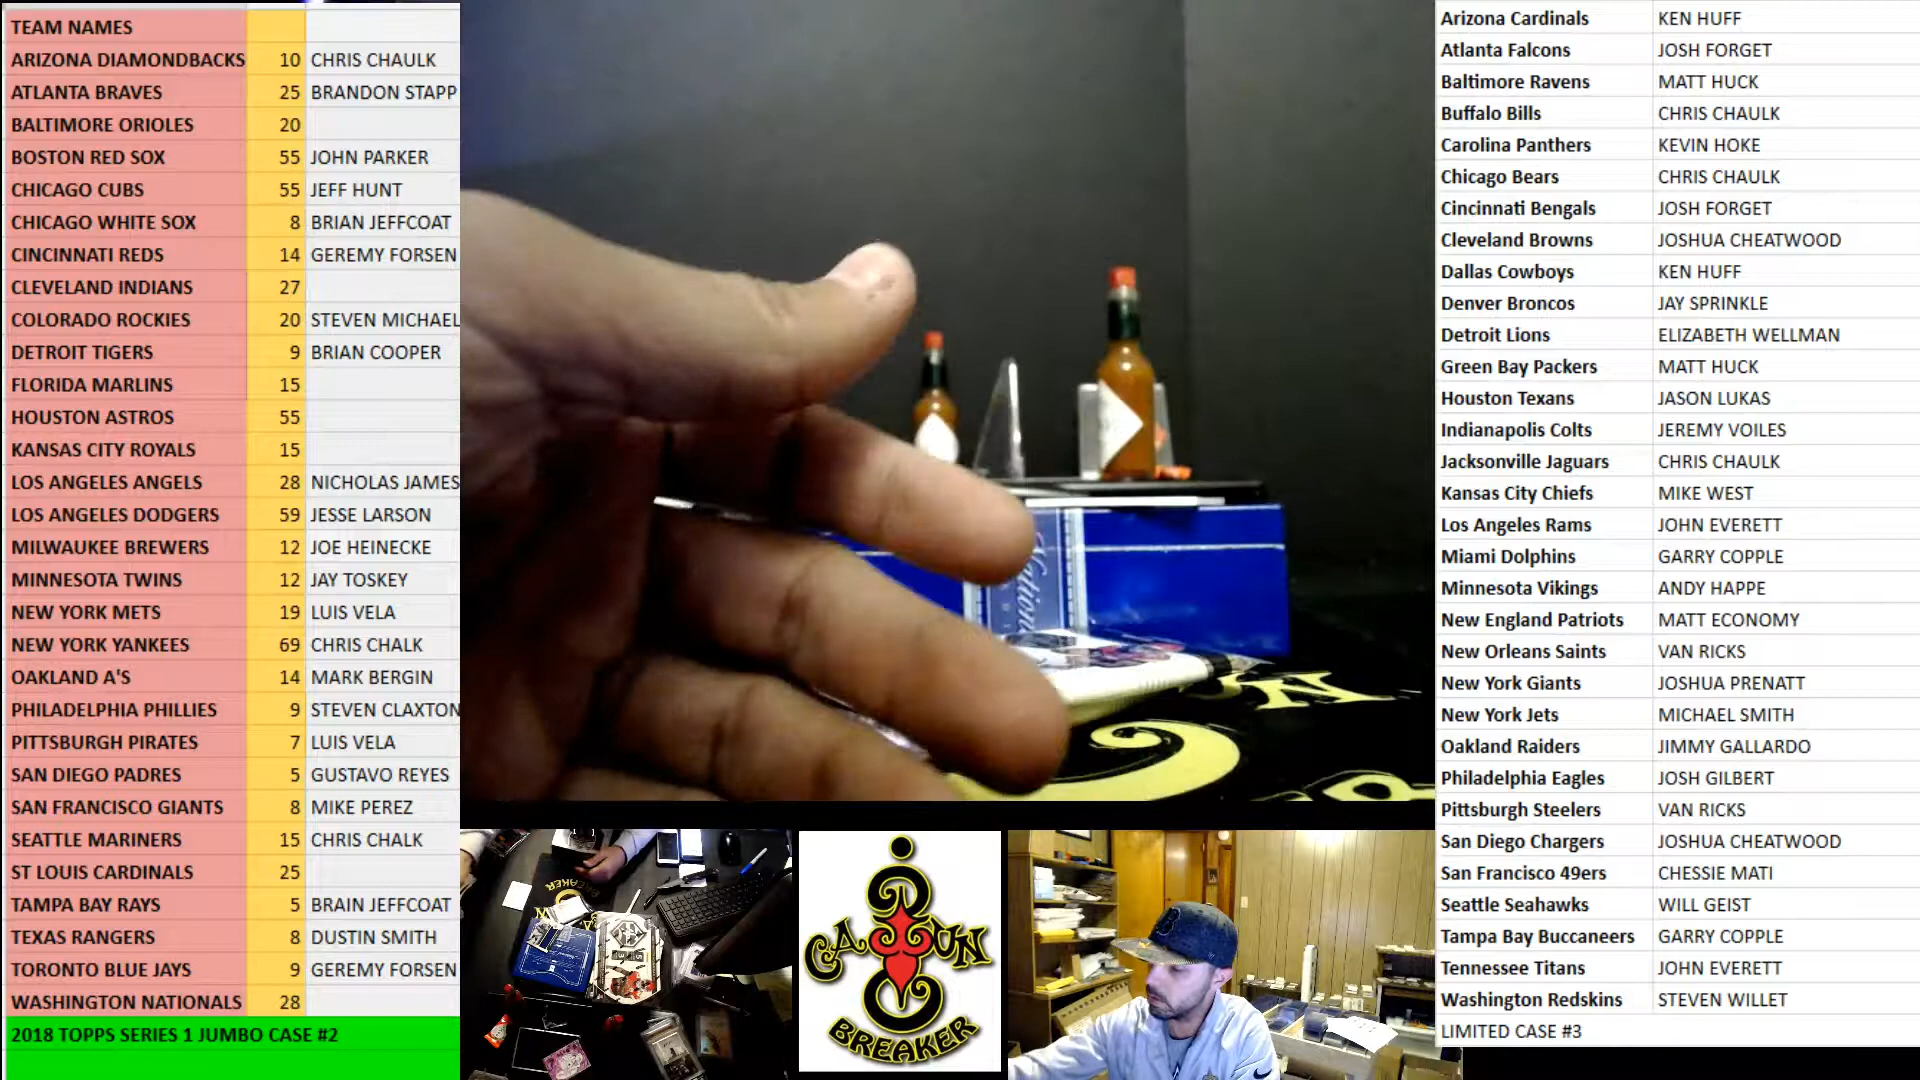 TEAM NAMES
ARIZONA DIAMONDBACKS 10 CHRIS CHAULK
ATLANTA BRAVES 25 BRANDON STAPP
BALTIMORE ORIOLES 20
BOSTON RED SOX 55 JOHN PARKER
CHICAGO CUBS 55 JEFF HUNT
CHICAGO WHITE SOX 8 BRIAN JEFFCOAT
CINCINNATI REDS 14 GEREMY FORSEN
CLEVELAND INDIANS 27
COLORADO ROCKIES 20 STEVEN MICHAEL
DETROIT TIGERS 9 BRIAN COOPER
FLORIDA MARLINS 15
HOUSTON ASTROS 55
KANSAS CITY ROYALS 15
LOS ANGELES ANGELS 28 NICHOLAS JAMES
LOS ANGELES DODGERS 59 JESSE LARSON
MILWAUKEE BREWERS 12 JOE HEINECKE
MINNESOTA TWINS 12 JAY TOSKEY
NEW YORK METS 19 LUIS VELA
NEW YORK YANKEES 69 CHRIS CHALK
OAKLAND A'S 14 MARK BERGIN
PHILADELPHIA PHILLIES 9 STEVEN CLAXTON
PITTSBURGH PIRATES 7 LUIS VELA
SAN DIEGO PADRES 5 GUSTAVO REYES
SAN FRANCISCO GIANTS 8 MIKE PEREZ
SEATTLE MARINERS 15 CHRIS CHALK
ST LOUIS CARDINALS 25
TAMPA BAY RAYS 5 BRAIN JEFFCOAT
TEXAS RANGERS 8 DUSTIN SMITH
TORONTO BLUE JAYS 9 GEREMY FORSEN
WASHINGTON NATIONALS 28
2018 TOPPS SERIES 1 JUMBO CASE #2
CAJUN
BREAKER
BREAKER
Arizona Cardinals KEN HUFF
Atlanta Falcons JOSH FORGET
Baltimore Ravens MATT HUCK
Buffalo Bills CHRIS CHAULK
Carolina Panthers KEVIN HOKE
Chicago Bears CHRIS CHAULK
Cincinnati Bengals JOSH FORGET
Cleveland Browns JOSHUA CHEATWOOD
Dallas Cowboys KEN HUFF
Denver Broncos JAY SPRINKLE
Detroit Lions ELIZABETH WELLMAN
Green Bay Packers MATT HUCK
Houston Texans JASON LUKAS
Indianapolis Colts JEREMY VOILES
Jacksonville Jaguars CHRIS CHAULK
Kansas City Chiefs MIKE WEST
Los Angeles Rams JOHN EVERETT
Miami Dolphins GARRY COPPLE
Minnesota Vikings ANDY HAPPE
New England Patriots MATT ECONOMY
New Orleans Saints VAN RICKS
New York Giants JOSHUA PRENATT
New York Jets MICHAEL SMITH
Oakland Raiders JIMMY GALLARDO
Philadelphia Eagles JOSH GILBERT
Pittsburgh Steelers VAN RICKS
San Diego Chargers JOSHUA CHEATWOOD
San Francisco 49ers CHESSIE MATI
Seattle Seahawks WILL GEIST
Tampa Bay Buccaneers GARRY COPPLE
Tennessee Titans JOHN EVERETT
Washington Redskins STEVEN WILLET
LIMITED CASE #3